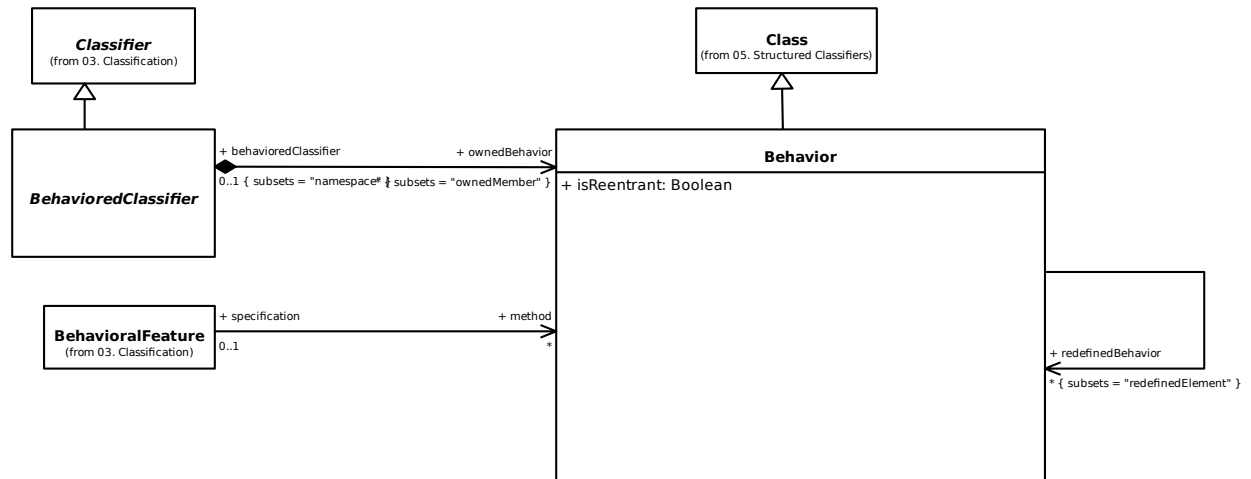 Classifier
(from 03. Classification)
Class
(from 05. Structured Classifiers)
BehavioredClassifier
+ behavioredClassifier
+ ownedBehavior
0..1 { subsets = "namespace" }
* { subsets = "ownedMember" }
Behavior
+ isReentrant: Boolean
BehavioralFeature
(from 03. Classification)
+ specification
+ method
0..1
*
+ redefinedBehavior
* { subsets = "redefinedElement" }